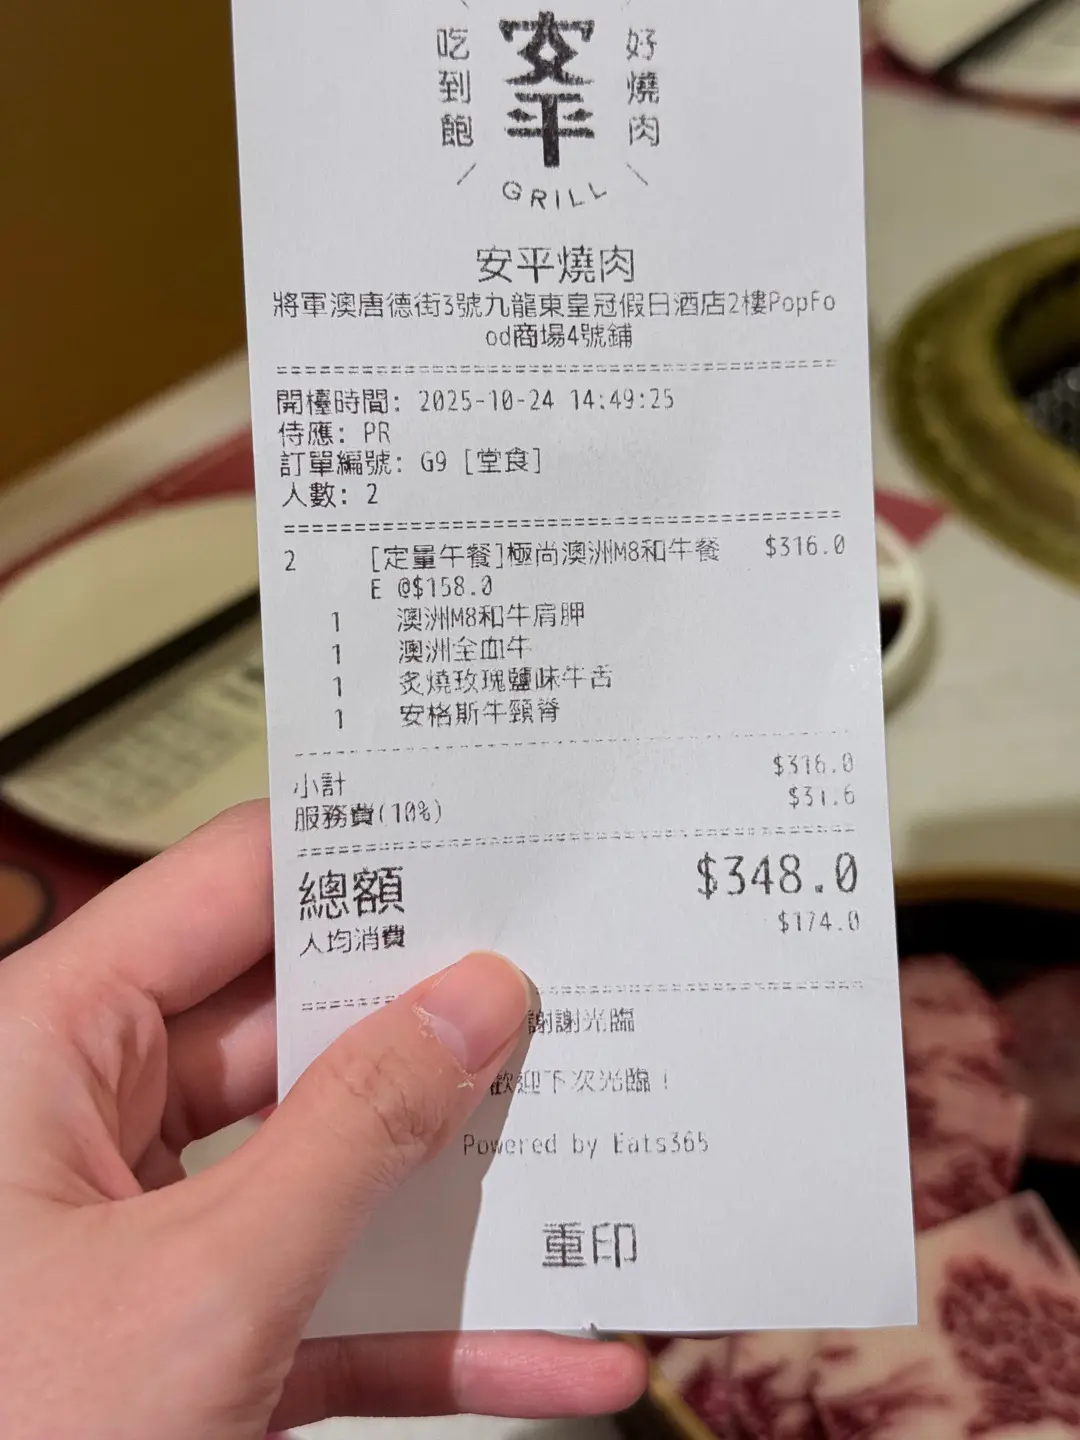 吃到飽
安平
好燒肉
GRILL
安平燒肉
將軍澳唐德街3號九龍東皇冠假日酒店2樓PopFo
od商場4號鋪
開檯時間: 2025-10-24 14:49:25
侍應: PR
訂單編號: G9 [堂食]
人數: 2
2 [定量午餐]極尚澳洲M8和牛餐 $316.0
E @$158.0
1 澳洲M8和牛肩胛
1 澳洲全血牛
1 炙燒玫瑰鹽味牛舌
1 安格斯牛頸脊
小計 $316.0
服務費(10%) $31.6
總額 $348.0
人均消費 $174.0
謝謝光臨
歡迎下次光臨！
Powered by Eats365
重印